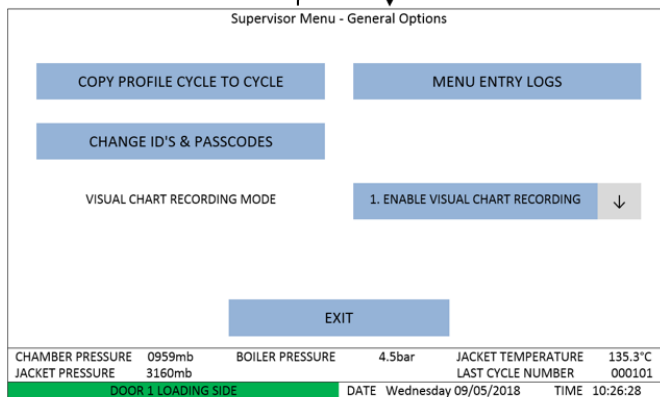 Supervisor Menu - General Options
COPY PROFILE CYCLE TO CYCLE MENU ENTRY LOGS
CHANGE ID'S & PASSCODES
VISUAL CHART RECORDING MODE 1. ENABLE VISUAL CHART RECORDING ↓
EXIT
CHAMBER PRESSURE 0959mb BOILER PRESSURE 4.5bar JACKET TEMPERATURE 135.3°C
JACKET PRESSURE 3160mb LAST CYCLE NUMBER 000101
DOOR 1 LOADING SIDE DATE Wednesday 09/05/2018 TIME 10:26:28